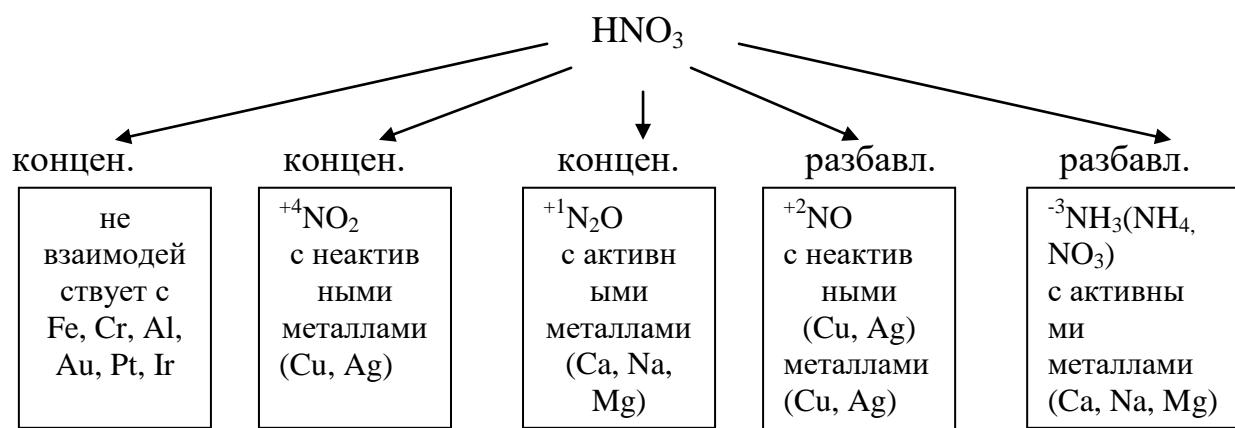 HNO₃
концен.
не
взаимодей
ствует с
Fe, Cr, Al,
Au, Pt, Ir
концен.
⁺⁴NO₂
с неактив
ными
металлами
(Cu, Ag)
концен.
⁺¹N₂O
с активн
ыми
металлами
(Ca, Na,
Mg)
разбавл.
⁺²NO
с неактив
ными
(Cu, Ag)
металлами
(Cu, Ag)
разбавл.
⁻³NH₃(NH₄,
NO₃)
с активны
ми
металлами
(Ca, Na, Mg)